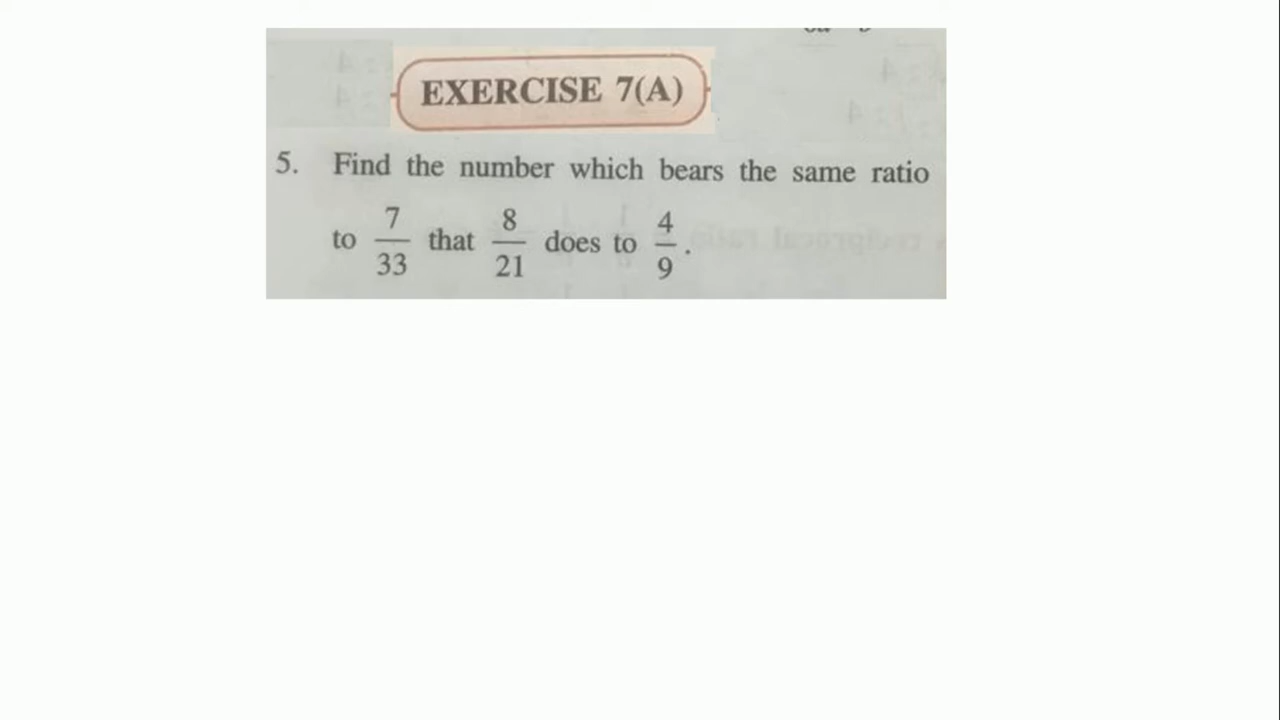 EXERCISE 7(A)
5. Find the number which bears the same ratio
to 7/33 that 8/21 does to 4/9.